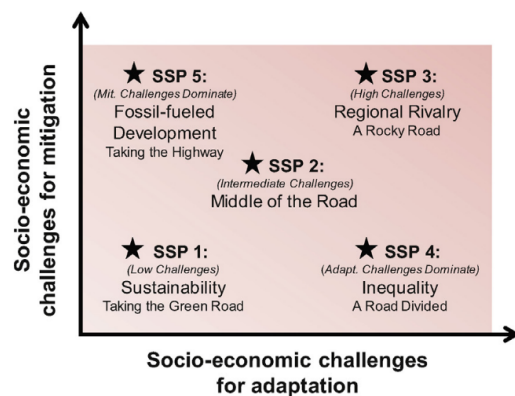 Socio-economic
challenges for mitigation
★ SSP 5:
(Mit. Challenges Dominate)
Fossil-fueled
Development
Taking the Highway
★ SSP 3:
(High Challenges)
Regional Rivalry
A Rocky Road
★ SSP 2:
(Intermediate Challenges)
Middle of the Road
★ SSP 1:
(Low Challenges)
Sustainability
Taking the Green Road
★ SSP 4:
(Adapt. Challenges Dominate)
Inequality
A Road Divided
Socio-economic challenges
for adaptation